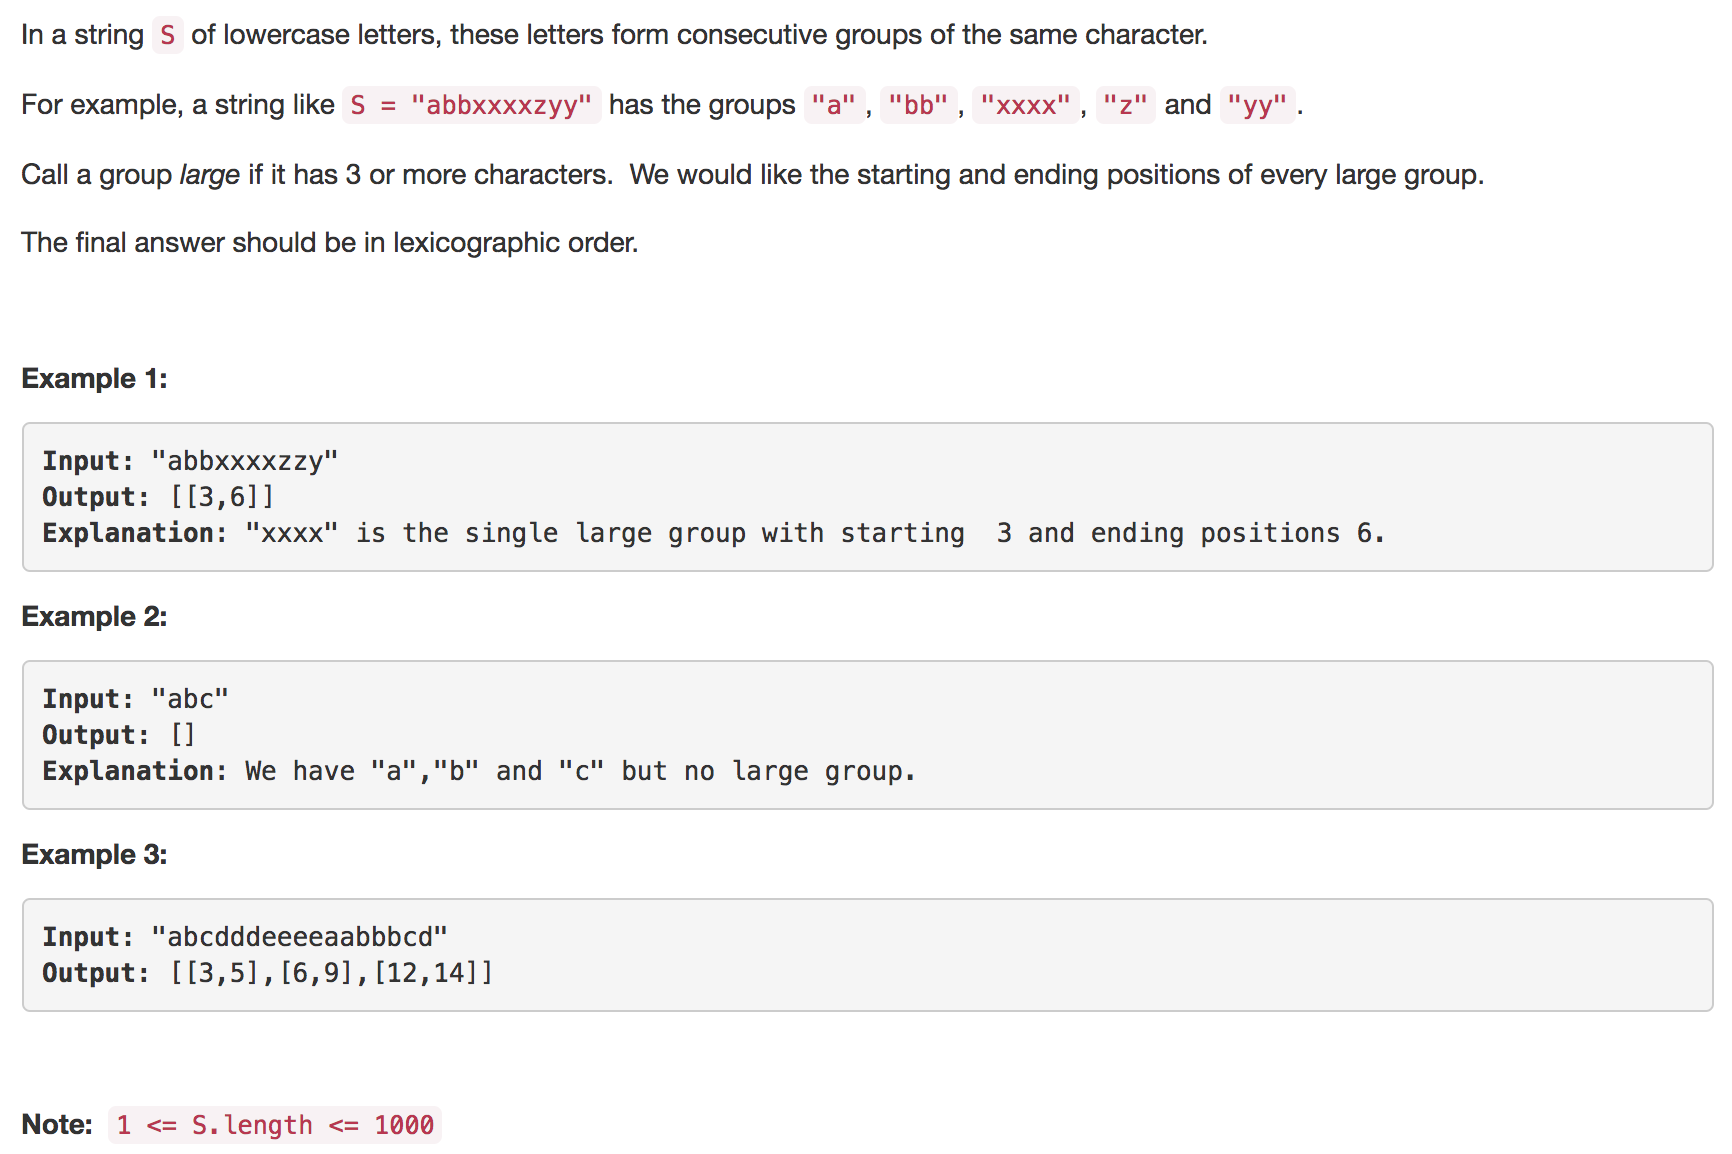 In a string S of lowercase letters, these letters form consecutive groups of the same character.
For example, a string like S = "abbxxxxzyy" has the groups "a", "bb", "xxxx", "z" and "yy".
Call a group large if it has 3 or more characters.  We would like the starting and ending positions of every large group.
The final answer should be in lexicographic order.
Example 1:
Input: "abbxxxxzzy"
Output: [[3,6]]
Explanation: "xxxx" is the single large group with starting  3 and ending positions 6.
Example 2:
Input: "abc"
Output: []
Explanation: We have "a","b" and "c" but no large group.
Example 3:
Input: "abcdddeeeeaabbbcd"
Output: [[3,5],[6,9],[12,14]]
Note:  1 <= S.length <= 1000